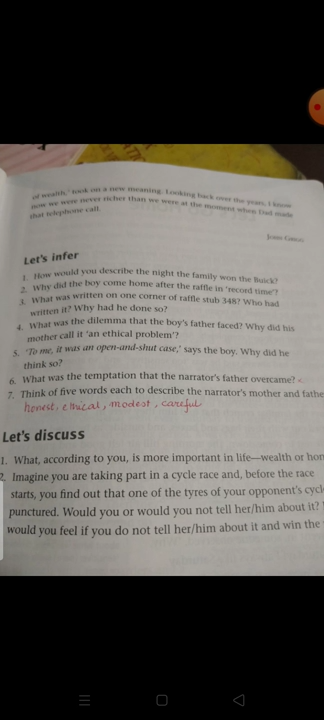 of wealth,' took on a new meaning. Looking back over the years, I know
now we were never richer than we were at the moment when Dad made
that telephone call.
Let's infer
1. How would you describe the night the family won the Buick?
2. Why did the boy come home after the raffle in 'record time'?
3. What was written on one corner of raffle stub 348? Who had
written it? Why had he done so?
4. What was the dilemma that the boy's father faced? Why did his
mother call it 'an ethical problem'?
5. 'To me, it was an open-and-shut case,' says the boy. Why did he
think so?
6. What was the temptation that the narrator's father overcame?
7. Think of five words each to describe the narrator's mother and fathe
honest, ethical, modest, careful
Let's discuss
1. What, according to you, is more important in life—wealth or hon
2. Imagine you are taking part in a cycle race and, before the race
starts, you find out that one of the tyres of your opponent's cycl
punctured. Would you or would you not tell her/him about it?
would you feel if you do not tell her/him about it and win the